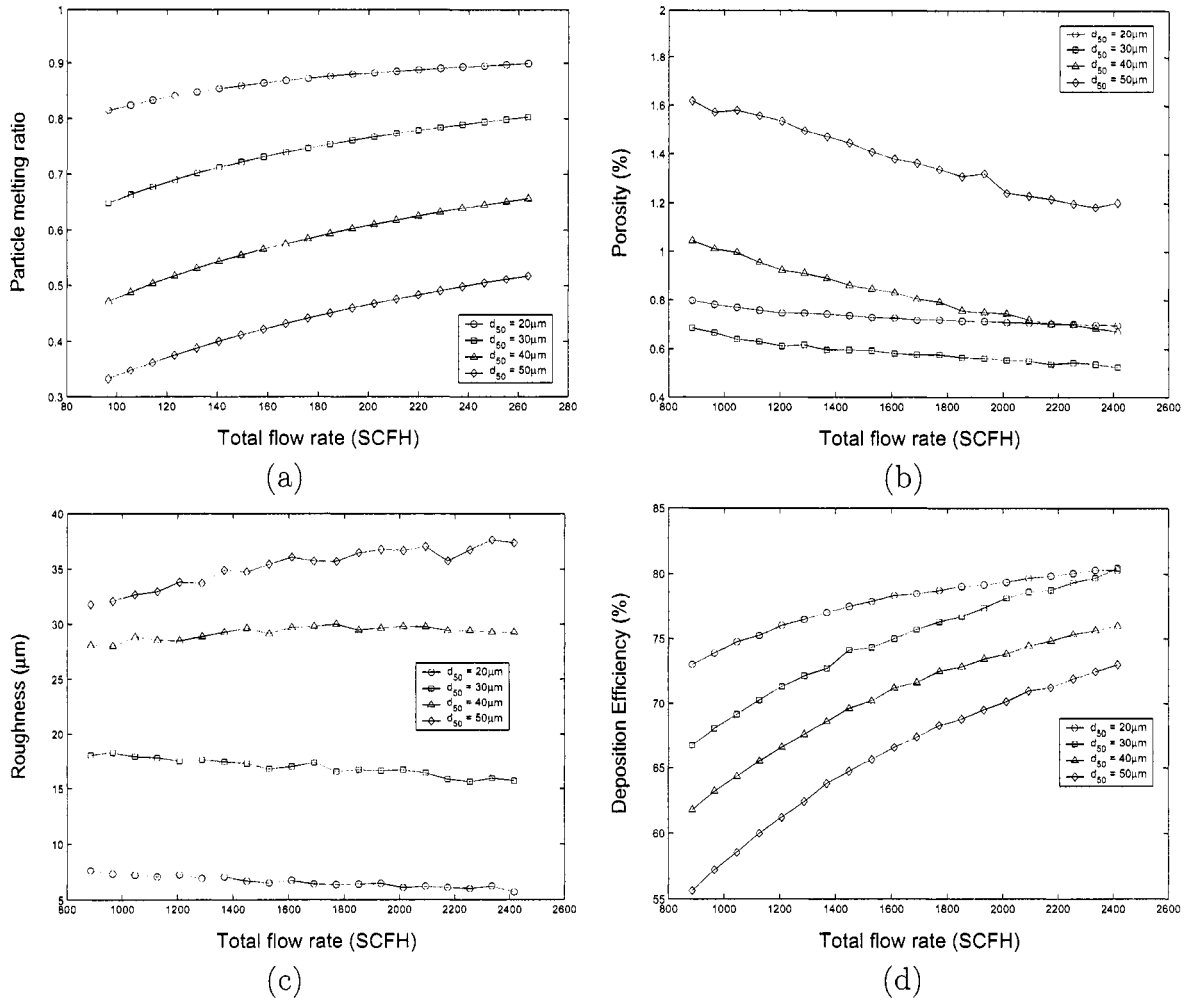 1
0.9
0.8
0.7
0.6
0.5
0.4
0.3
80 100 120 140 160 180 200 220 240 260 280
Particle melting ratio
Total flow rate (SCFH)
d50 = 20μm
d50 = 30μm
d50 = 40μm
d50 = 50μm
(a)
2
1.8
1.6
1.4
1.2
1
0.8
0.6
0.4
800 1000 1200 1400 1600 1800 2000 2200 2400 2600
Porosity (%)
Total flow rate (SCFH)
d50 = 20μm
d50 = 30μm
d50 = 40μm
d50 = 50μm
(b)
40
35
30
25
20
15
10
5
800 1000 1200 1400 1600 1800 2000 2200 2400 2600
Roughness (μm)
Total flow rate (SCFH)
d50 = 20μm
d50 = 30μm
d50 = 40μm
d50 = 50μm
(c)
85
80
75
70
65
60
55
800 1000 1200 1400 1600 1800 2000 2200 2400 2600
Deposition Efficiency (%)
Total flow rate (SCFH)
d50 = 20μm
d50 = 30μm
d50 = 40μm
d50 = 50μm
(d)